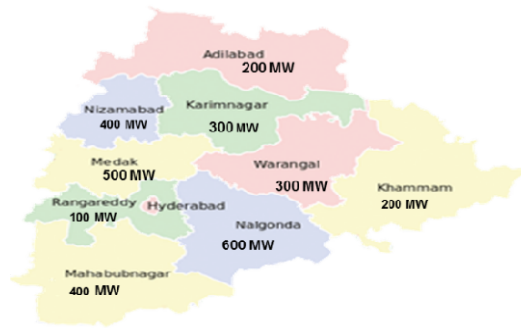 Adilabad
200 MW
Nizamabad
400 MW
Karimnagar
300 MW
Medak
500 MW
Warangal
300 MW
Khammam
200 MW
Rangareddy
100 MW
H
Hyderabad
Nalgonda
600 MW
Mahabubnagar
400 MW